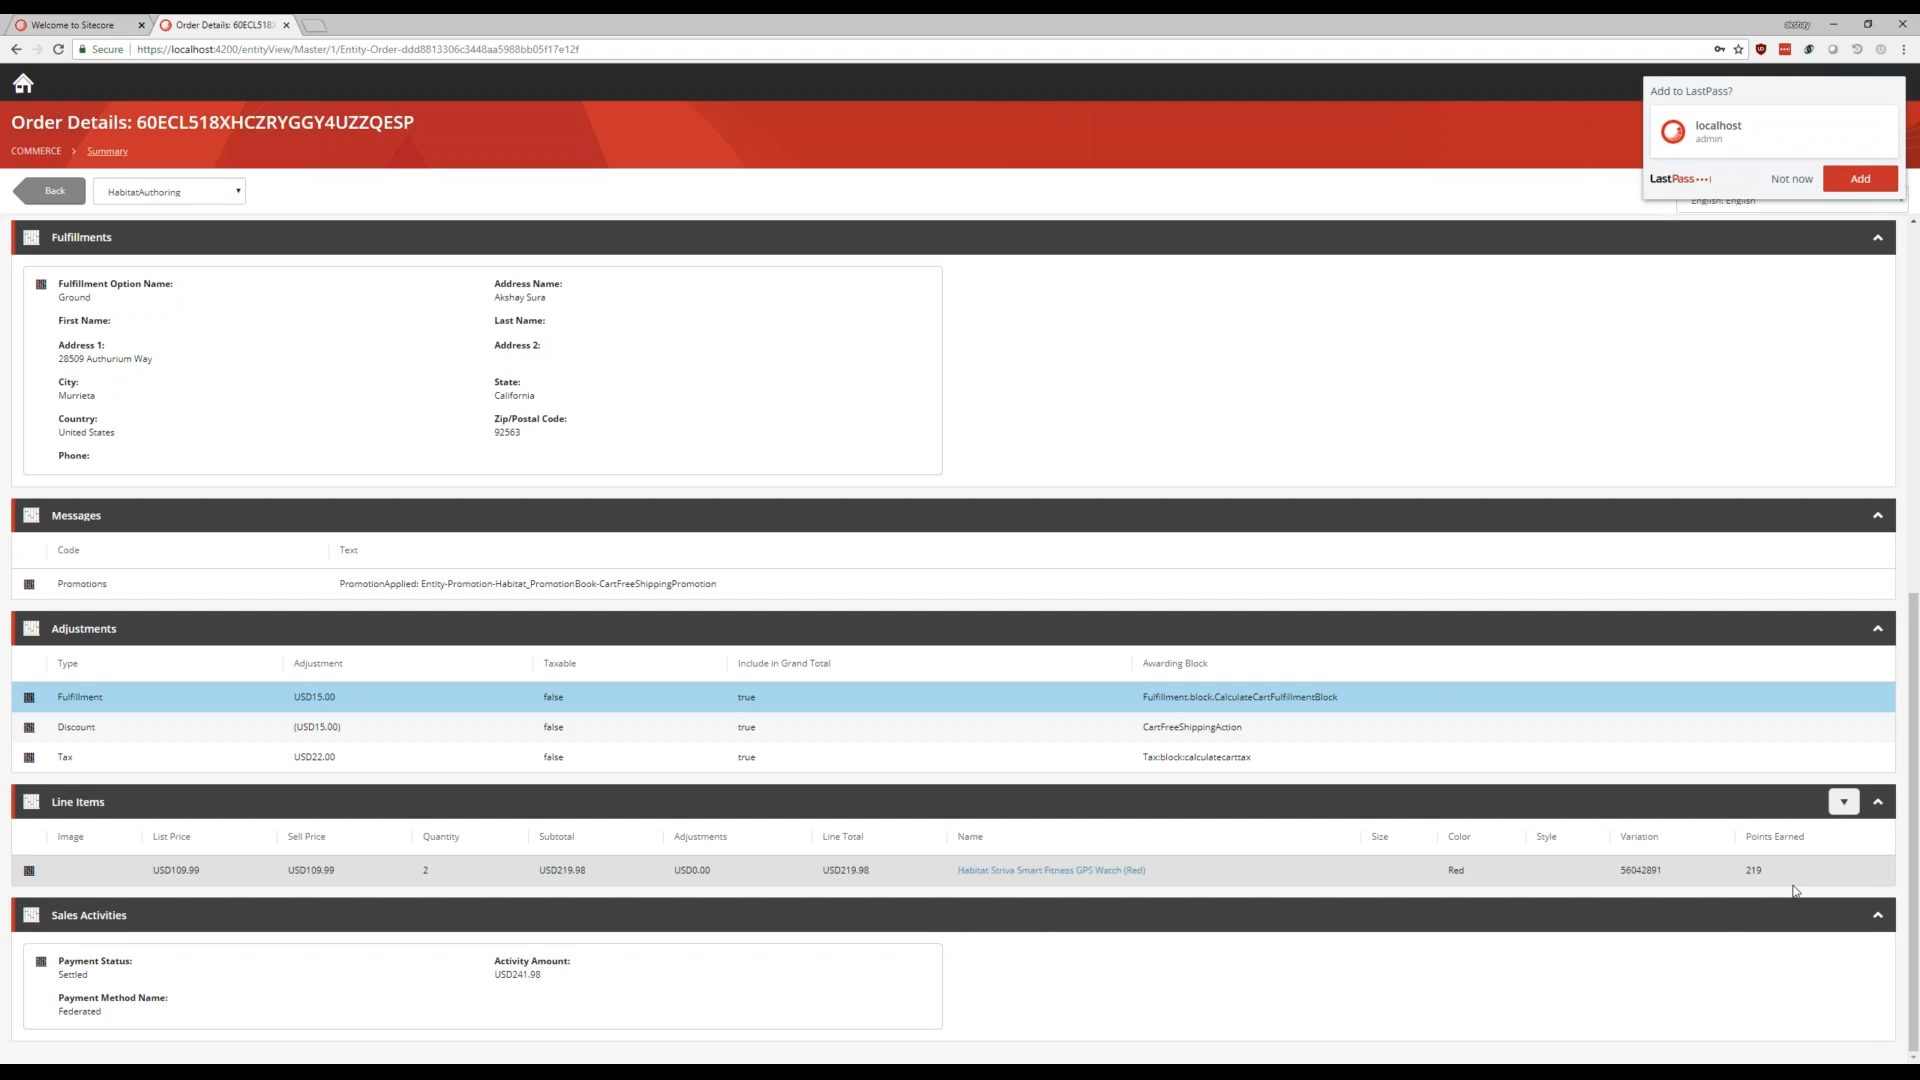 Welcome to Sitecore
Order Details: 60ECL518X
akshay
Secure https://localhost:4200/entityView/Master/1/Entity-Order-ddd8813306c3448aa5988bb05f17e12f
Order Details: 60ECL518XHCZRYGGY4UZZQESP
COMMERCE > Summary
Add to LastPass?
localhost
admin
LastPass •••| Not now Add
Back HabitatAuthoring
English: English
Fulfillments
Fulfillment Option Name: Address Name:
Ground Akshay Sura
First Name: Last Name:
Address 1: Address 2:
28509 Authurium Way
City: State:
Murrieta California
Country: Zip/Postal Code:
United States 92563
Phone:
Messages
Code Text
Promotions PromotionApplied: Entity-Promotion-Habitat_PromotionBook-CartFreeShippingPromotion
Adjustments
Type Adjustment Taxable Include in Grand Total Awarding Block
Fulfillment USD15.00 false true Fulfillment.block.CalculateCartFulfillmentBlock
Discount (USD15.00) false true CartFreeShippingAction
Tax USD22.00 false true Tax:block:calculatecarttax
Line Items
Image List Price Sell Price Quantity Subtotal Adjustments Line Total Name Size Color Style Variation Points Earned
USD109.99 USD109.99 2 USD219.98 USD0.00 USD219.98 Habitat Striva Smart Fitness GPS Watch (Red) Red 56042891 219
Sales Activities
Payment Status: Activity Amount:
Settled USD241.98
Payment Method Name:
Federated